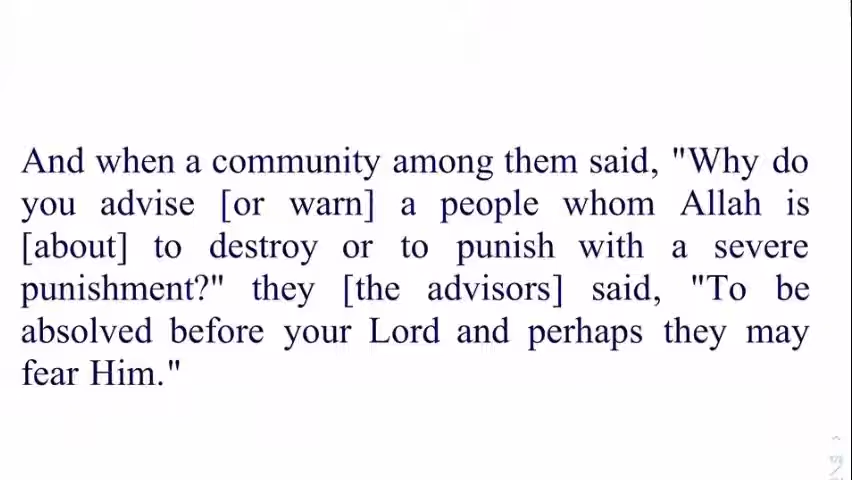 And when a community among them said, "Why do
you advise [or warn] a people whom Allah is
[about] to destroy or to punish with a severe
punishment?" they [the advisors] said, "To be
absolved before your Lord and perhaps they may
fear Him."